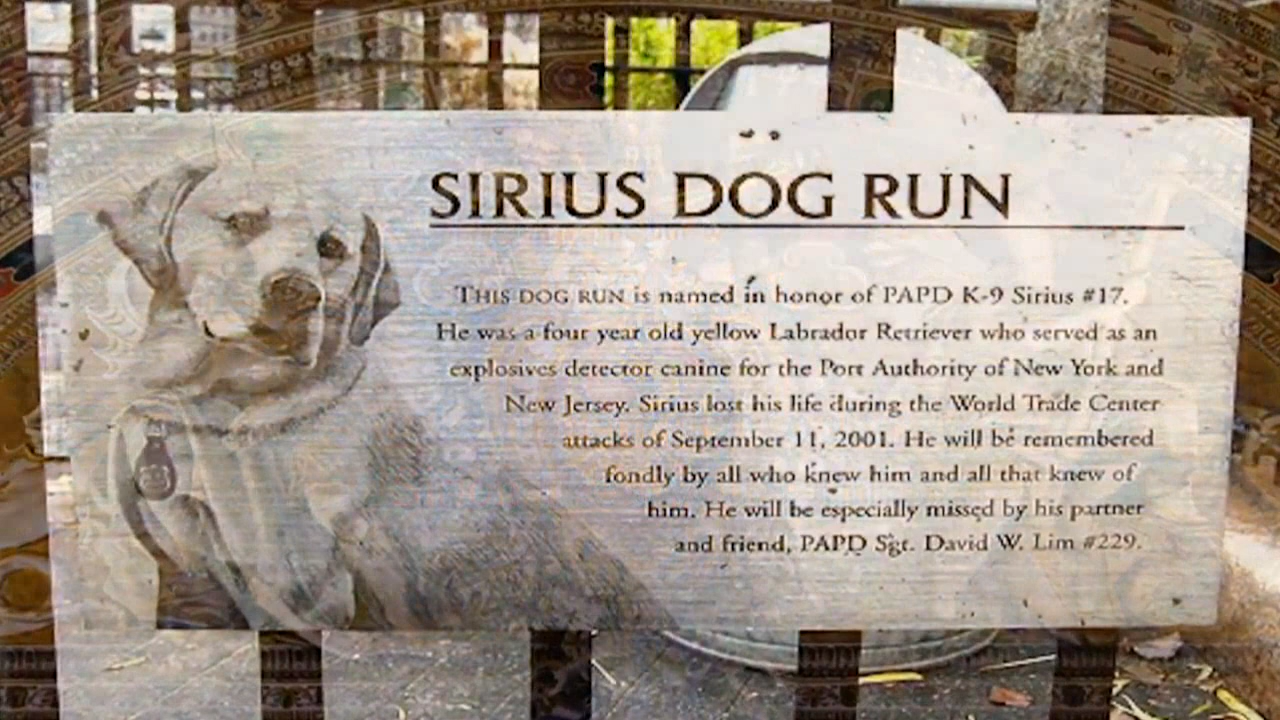 SIRIUS DOG RUN
THIS DOG RUN is named in honor of PAPD K-9 Sirius #17.
He was a four year old yellow Labrador Retriever who served as an
explosives detector canine for the Port Authority of New York and
New Jersey. Sirius lost his life during the World Trade Center
attacks of September 11, 2001. He will be remembered
fondly by all who knew him and all that knew of
him. He will be especially missed by his partner
and friend, PAPD Sgt. David W. Lim #229.